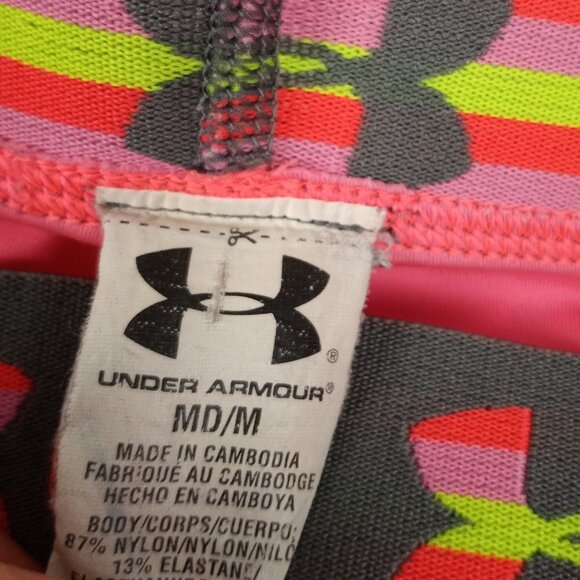 UNDER ARMOUR®
MD/M
MADE IN CAMBODIA
FABRIQUÉ AU CAMBODGE
HECHO EN CAMBOYA
BODY/CORPS/CUERPO:
87% NYLON/NYLON/NILO
13% ELASTANE/